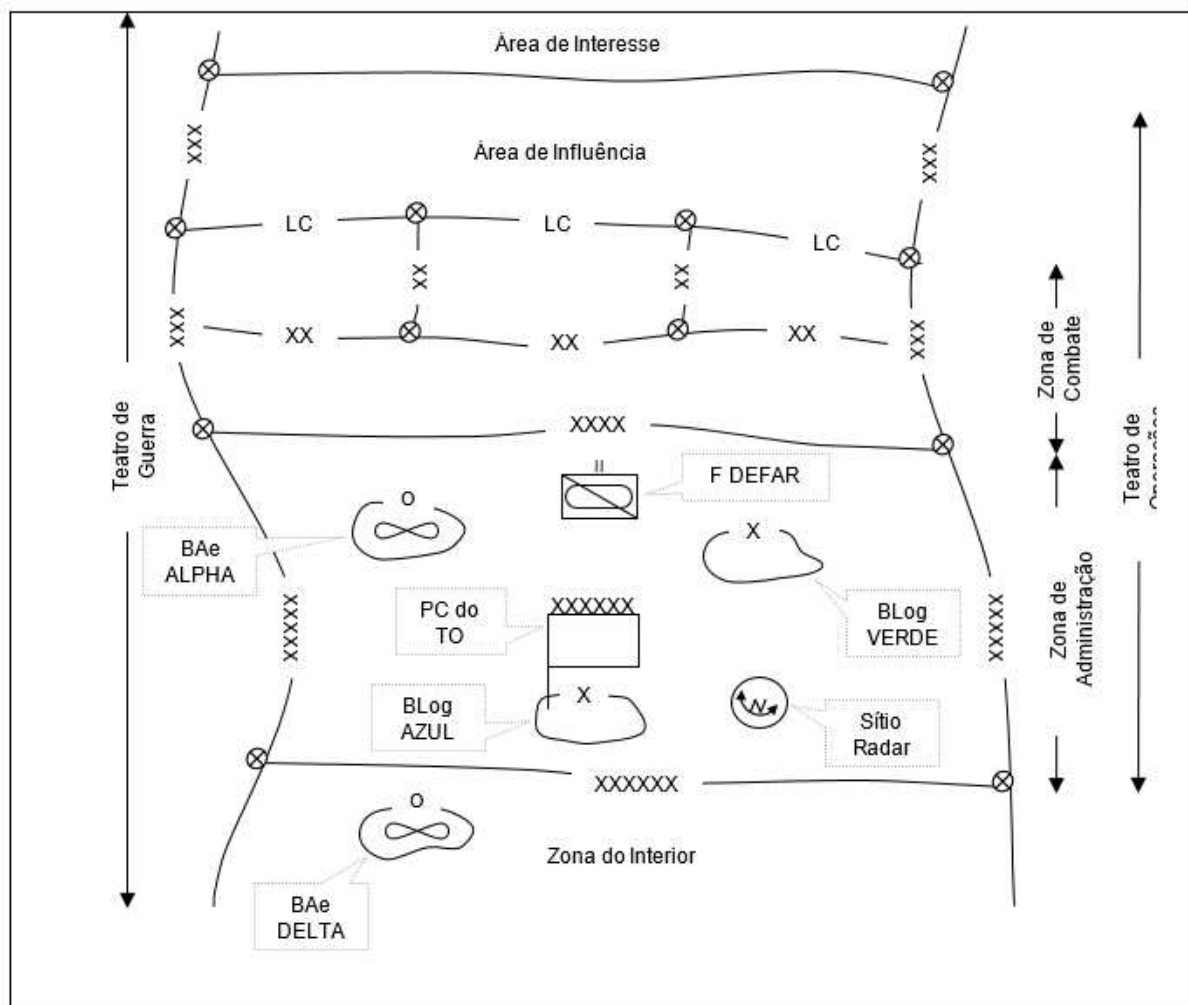 Área de Interesse
XXX
XXX
Área de Influência
LC
LC
LC
XX
XX
XXX
XX
XX
XX
XXX
Zona de
Combate
Teatro de
Guerra
Teatro de
XXXX
II
F DEFAR
O
BAe
ALPHA
X
BLog
VERDE
XXXXX
XXXXXX
PC do
TO
XXXXX
Zona de
Administração
X
BLog
AZUL
N
Sítio
Radar
XXXXXX
O
BAe
DELTA
Zona do Interior